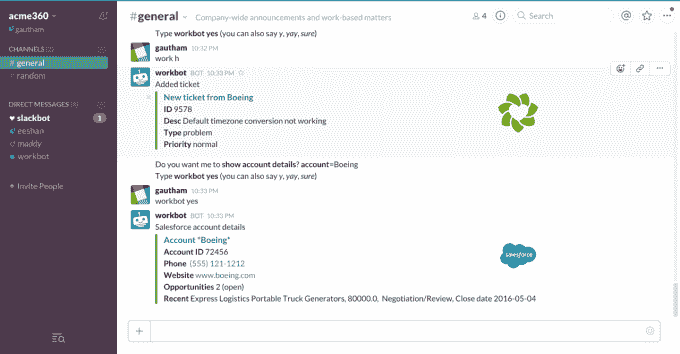 acme360
gautham
CHANNELS
# general
random
DIRECT MESSAGES
slackbot
1
eeshan
maddy
workbot
+ Invite People
#general
Company-wide announcements and work-based matters
4
Search
Type workbot yes (you can also say y, yay, sure)
gautham 10:32 PM
work h
workbot BOT 10:33 PM
Added ticket
New ticket from Boeing
ID 9578
Desc Default timezone conversion not working
Type problem
Priority normal
Do you want me to show account details? account=Boeing
Type workbot yes (you can also say y, yay, sure)
gautham 10:33 PM
workbot yes
workbot BOT 10:33 PM
Salesforce account details
Account "Boeing"
Account ID 72456
Phone (555) 121-1212
Website www.boeing.com
Opportunities 2 (open)
Recent Express Logistics Portable Truck Generators, 80000.0, Negotiation/Review, Close date 2016-05-04
salesforce